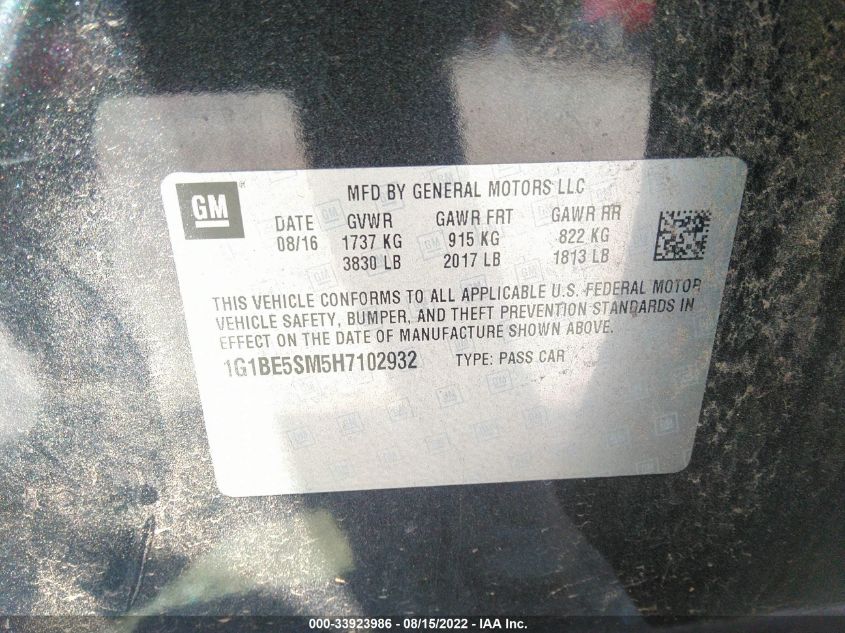 GM
MFD BY GENERAL MOTORS LLC
DATE GVWR GAWR FRT GAWR RR
08/16 1737 KG 915 KG 822 KG
3830 LB 2017 LB 1813 LB
THIS VEHICLE CONFORMS TO ALL APPLICABLE U.S. FEDERAL MOTOR
VEHICLE SAFETY, BUMPER, AND THEFT PREVENTION STANDARDS IN
EFFECT ON THE DATE OF MANUFACTURE SHOWN ABOVE.
1G1BE5SM5H7102932 TYPE: PASS CAR
000-33923986 - 08/15/2022 - IAA Inc.